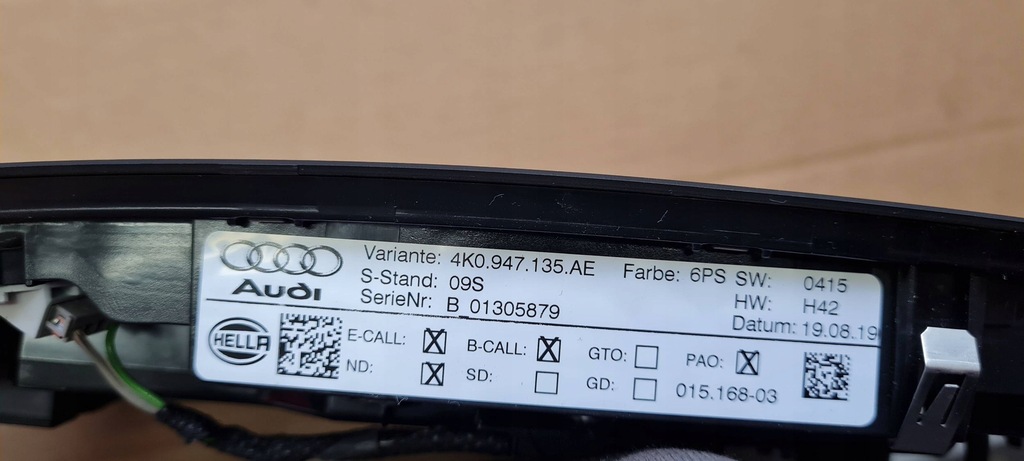 Audi
Variante: 4K0.947.135.AE Farbe: 6PS SW: 0415
S-Stand: 09S HW: H42
SerieNr: B_01305879 Datum: 19.08.19
HELLA
E-CALL: ☒ B-CALL: ☒ GTO: ☐ PAO: ☒
ND: ☒ SD: ☐ GD: ☐ 015.168-03